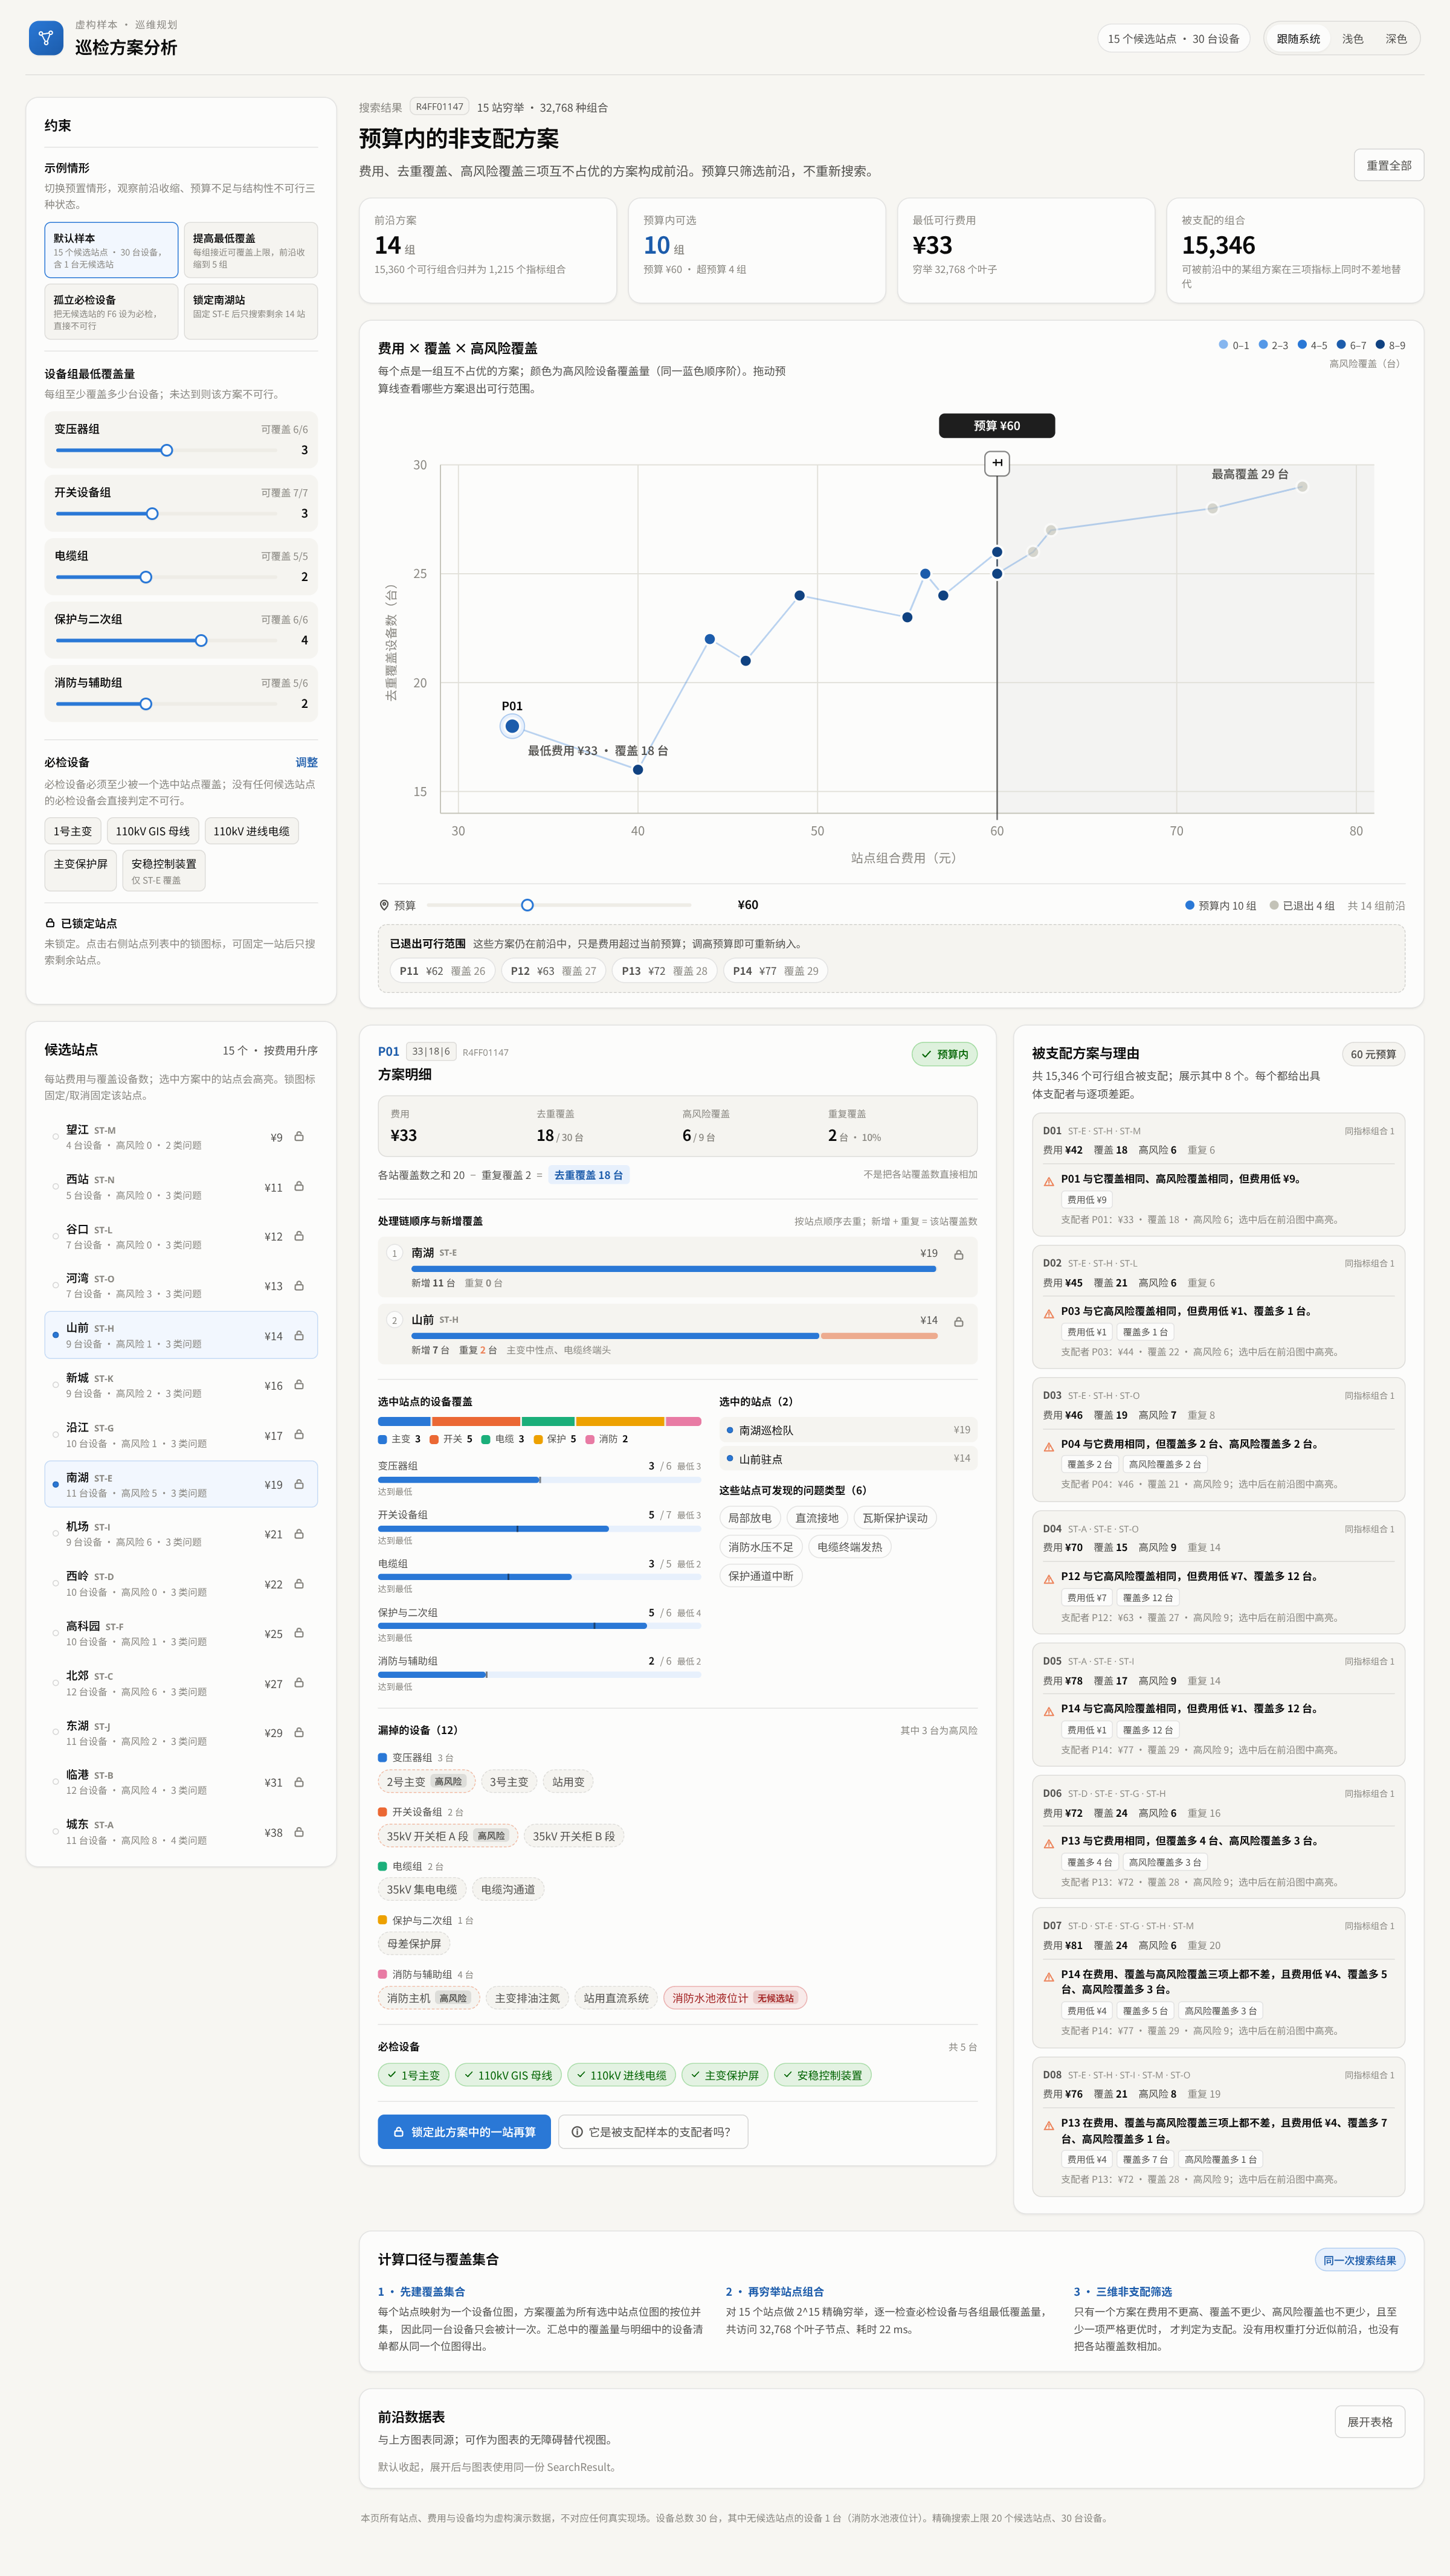 虚构样本 · 巡维规划
巡检方案分析
15 个候选站点 · 30 台设备
跟随系统 浅色 深色
约束
示例情形
切换预置情形，观察前沿收缩、预算不足与结构性不可行三
种状态。
默认样本
15 个候选站点 · 30 台设备，
含 1 台无候选站
提高最低覆盖
每组接近可覆盖上限，前沿收
缩到 5 组
孤立必检设备
把无候选站的 F6 设为必检，
直接不可行
锁定南湖站
固定 ST-E 后只搜索剩余 14 站
设备组最低覆盖量
每组至少覆盖多少台设备；未达到则该方案不可行。
变压器组 可覆盖 6/6
3
开关设备组 可覆盖 7/7
3
电缆组 可覆盖 5/5
2
保护与二次组 可覆盖 6/6
4
消防与辅助组 可覆盖 5/6
2
必检设备 调整
必检设备必须至少被一个选中站点覆盖；没有任何候选站点
的必检设备会直接判定不可行。
1号主变 110kV GIS 母线 110kV 进线电缆
主变保护屏 安稳控制装置
仅 ST-E 覆盖
已锁定站点
未锁定。点击右侧站点列表中的锁图标，可固定一站后只搜
索剩余站点。
候选站点 15 个 · 按费用升序
每站费用与覆盖设备数；选中方案中的站点会高亮。锁图标
固定/取消固定该站点。
望江 ST-M ¥9
4 台设备 · 高风险 0 · 2 类问题
西站 ST-N ¥11
5 台设备 · 高风险 0 · 3 类问题
谷口 ST-L ¥12
7 台设备 · 高风险 0 · 3 类问题
河湾 ST-O ¥13
7 台设备 · 高风险 3 · 3 类问题
山前 ST-H ¥14
9 台设备 · 高风险 1 · 3 类问题
新城 ST-K ¥16
9 台设备 · 高风险 2 · 3 类问题
沿江 ST-G ¥17
10 台设备 · 高风险 1 · 3 类问题
南湖 ST-E ¥19
11 台设备 · 高风险 5 · 3 类问题
机场 ST-I ¥21
9 台设备 · 高风险 6 · 3 类问题
西岭 ST-D ¥22
10 台设备 · 高风险 0 · 3 类问题
高科园 ST-F ¥25
10 台设备 · 高风险 1 · 3 类问题
北郊 ST-C ¥27
12 台设备 · 高风险 6 · 3 类问题
东湖 ST-J ¥29
11 台设备 · 高风险 2 · 3 类问题
临港 ST-B ¥31
12 台设备 · 高风险 4 · 3 类问题
城东 ST-A ¥38
11 台设备 · 高风险 8 · 4 类问题
搜索结果 R4FF01147 15 站穷举 · 32,768 种组合
预算内的非支配方案
费用、去重覆盖、高风险覆盖三项互不占优的方案构成前沿。预算只筛选前沿，不重新搜索。
重置全部
前沿方案
14 组
15,360 个可行组合归并为 1,215 个指标组合
预算内可选
10 组
预算 ¥60 · 超预算 4 组
最低可行费用
¥33
穷举 32,768 个叶子
被支配的组合
15,346
可被前沿中的某组方案在三项指标上同时不差地替
代
费用 × 覆盖 × 高风险覆盖
每个点是一组互不占优的方案；颜色为高风险设备覆盖量（同一蓝色顺序阶）。拖动预
算线查看哪些方案退出可行范围。
0–1 2–3 4–5 6–7 8–9
高风险覆盖（台）
预算 ¥60
30
25
20
15
去重覆盖设备数（台）
最高覆盖 29 台
P01
最低费用 ¥33 · 覆盖 18 台
30 40 50 60 70 80
站点组合费用（元）
预算 ¥60
预算内 10 组 已退出 4 组 共 14 组前沿
已退出可行范围 这些方案仍在前沿中，只是费用超过当前预算；调高预算即可重新纳入。
P11 ¥62 覆盖 26 P12 ¥63 覆盖 27 P13 ¥72 覆盖 28 P14 ¥77 覆盖 29
P01 33|18|6 R4FF01147
方案明细
预算内
费用
¥33
去重覆盖
18 / 30 台
高风险覆盖
6 / 9 台
重复覆盖
2 台 · 10%
各站覆盖数之和 20 − 重复覆盖 2 = 去重覆盖 18 台 不是把各站覆盖数直接相加
处理链顺序与新增覆盖 按站点顺序去重；新增 + 重复 = 该站覆盖数
1 南湖 ST-E ¥19
新增 11 台 重复 0 台
2 山前 ST-H ¥14
新增 7 台 重复 2 台 主变中性点、电缆终端头
选中站点的设备覆盖
主变 3 开关 5 电缆 3 保护 5 消防 2
变压器组 3 / 6 最低 3
达到最低
开关设备组 5 / 7 最低 3
达到最低
电缆组 3 / 5 最低 2
达到最低
保护与二次组 5 / 6 最低 4
达到最低
消防与辅助组 2 / 6 最低 2
达到最低
选中的站点（2）
南湖巡检队 ¥19
山前驻点 ¥14
这些站点可发现的问题类型（6）
局部放电 直流接地 瓦斯保护误动
消防水压不足 电缆终端发热
保护通道中断
漏掉的设备（12） 其中 3 台为高风险
变压器组 3 台
2号主变 高风险 3号主变 站用变
开关设备组 2 台
35kV 开关柜 A 段 高风险 35kV 开关柜 B 段
电缆组 2 台
35kV 集电电缆 电缆沟通道
保护与二次组 1 台
母差保护屏
消防与辅助组 4 台
消防主机 高风险 主变排油注氮 站用直流系统 消防水池液位计 无候选站
必检设备 共 5 台
1号主变 110kV GIS 母线 110kV 进线电缆 主变保护屏 安稳控制装置
锁定此方案中的一站再算 它是被支配样本的支配者吗？
被支配方案与理由 60 元预算
共 15,346 个可行组合被支配；展示其中 8 个。每个都给出具
体支配者与逐项差距。
D01 ST-E · ST-H · ST-M 同指标组合 1
费用 ¥42 覆盖 18 高风险 6 重复 6
P01 与它覆盖相同、高风险覆盖相同，但费用低 ¥9。
费用低 ¥9
支配者 P01：¥33 · 覆盖 18 · 高风险 6；选中后在前沿图中高亮。
D02 ST-E · ST-H · ST-L 同指标组合 1
费用 ¥45 覆盖 21 高风险 6 重复 6
P03 与它高风险覆盖相同，但费用低 ¥1、覆盖多 1 台。
费用低 ¥1 覆盖多 1 台
支配者 P03：¥44 · 覆盖 22 · 高风险 6；选中后在前沿图中高亮。
D03 ST-E · ST-H · ST-O 同指标组合 1
费用 ¥46 覆盖 19 高风险 7 重复 8
P04 与它费用相同，但覆盖多 2 台、高风险覆盖多 2 台。
覆盖多 2 台 高风险覆盖多 2 台
支配者 P04：¥46 · 覆盖 21 · 高风险 9；选中后在前沿图中高亮。
D04 ST-A · ST-E · ST-O 同指标组合 1
费用 ¥70 覆盖 15 高风险 9 重复 14
P12 与它高风险覆盖相同，但费用低 ¥7、覆盖多 12 台。
费用低 ¥7 覆盖多 12 台
支配者 P12：¥63 · 覆盖 27 · 高风险 9；选中后在前沿图中高亮。
D05 ST-A · ST-E · ST-I 同指标组合 1
费用 ¥78 覆盖 17 高风险 9 重复 14
P14 与它高风险覆盖相同，但费用低 ¥1、覆盖多 12 台。
费用低 ¥1 覆盖多 12 台
支配者 P14：¥77 · 覆盖 29 · 高风险 9；选中后在前沿图中高亮。
D06 ST-D · ST-E · ST-G · ST-H 同指标组合 1
费用 ¥72 覆盖 24 高风险 6 重复 16
P13 与它费用相同，但覆盖多 4 台、高风险覆盖多 3 台。
覆盖多 4 台 高风险覆盖多 3 台
支配者 P13：¥72 · 覆盖 28 · 高风险 9；选中后在前沿图中高亮。
D07 ST-D · ST-E · ST-G · ST-H · ST-M 同指标组合 1
费用 ¥81 覆盖 24 高风险 6 重复 20
P14 在费用、覆盖与高风险覆盖三项上都不差，且费用低 ¥4、覆盖多 5
台、高风险覆盖多 3 台。
费用低 ¥4 覆盖多 5 台 高风险覆盖多 3 台
支配者 P14：¥77 · 覆盖 29 · 高风险 9；选中后在前沿图中高亮。
D08 ST-E · ST-H · ST-I · ST-M · ST-O 同指标组合 1
费用 ¥76 覆盖 21 高风险 8 重复 19
P13 在费用、覆盖与高风险覆盖三项上都不差，且费用低 ¥4、覆盖多 7
台、高风险覆盖多 1 台。
费用低 ¥4 覆盖多 7 台 高风险覆盖多 1 台
支配者 P13：¥72 · 覆盖 28 · 高风险 9；选中后在前沿图中高亮。
计算口径与覆盖集合 同一次搜索结果
1 · 先建覆盖集合
每个站点映射为一个设备位图，方案覆盖为所有选中站点位图的按位并
集， 因此同一台设备只会被计一次。汇总中的覆盖量与明细中的设备清
单都从同一个位图得出。
2 · 再穷举站点组合
对 15 个站点做 2^15 精确穷举，逐一检查必检设备与各组最低覆盖量，
共访问 32,768 个叶子节点、耗时 22 ms。
3 · 三维非支配筛选
只有一个方案在费用不更高、覆盖不更少、高风险覆盖也不更少，且至
少一项严格更优时， 才判定为支配。没有用权重打分近似前沿，也没有
把各站覆盖数相加。
前沿数据表
与上方图表同源；可作为图表的无障碍替代视图。
展开表格
默认收起，展开后与图表使用同一份 SearchResult。
本页所有站点、费用与设备均为虚构演示数据，不对应任何真实现场。设备总数 30 台，其中无候选站点的设备 1 台（消防水池液位计）。精确搜索上限 20 个候选站点、30 台设备。